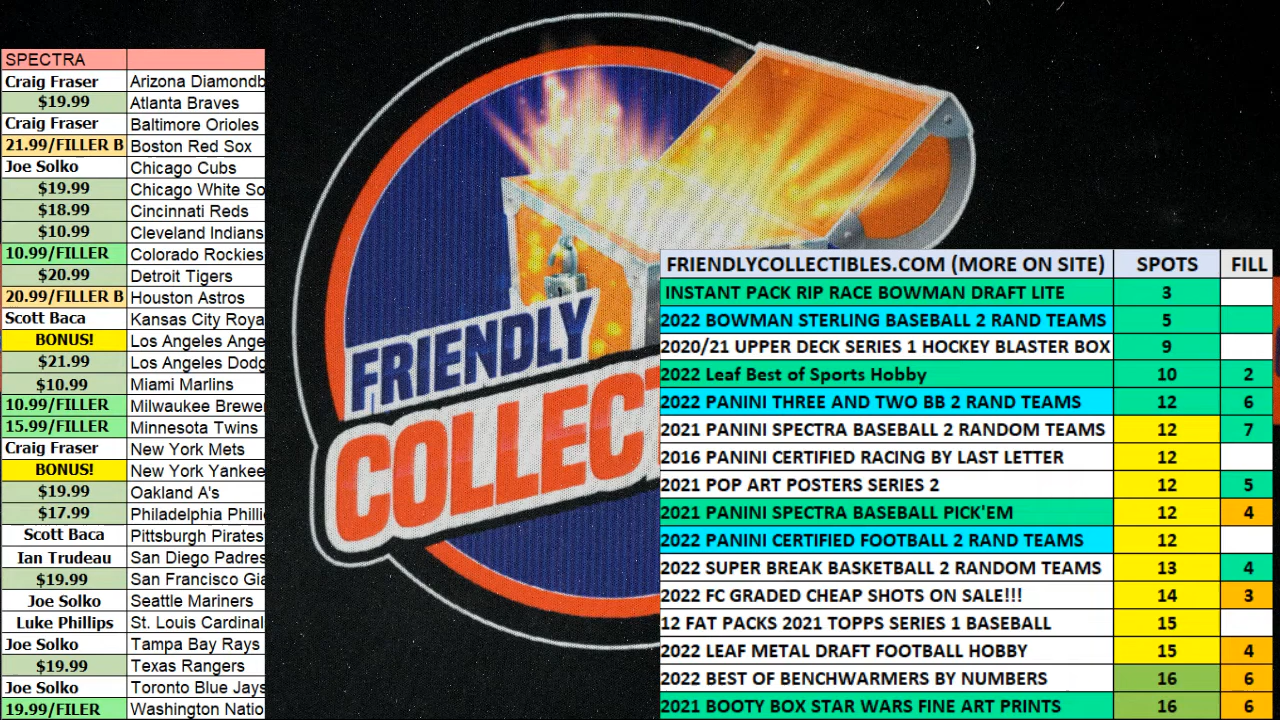 SPECTRA
Craig Fraser Arizona Diamondb
$19.99 Atlanta Braves
Craig Fraser Baltimore Orioles
21.99/FILLER B Boston Red Sox
Joe Solko Chicago Cubs
$19.99 Chicago White So
$18.99 Cincinnati Reds
$10.99 Cleveland Indians
10.99/FILLER Colorado Rockies
$20.99 Detroit Tigers
20.99/FILLER B Houston Astros
Scott Baca Kansas City Roya
BONUS! Los Angeles Ange
$21.99 Los Angeles Dodg
$10.99 Miami Marlins
10.99/FILLER Milwaukee Brewer
15.99/FILLER Minnesota Twins
Craig Fraser New York Mets
BONUS! New York Yankee
$19.99 Oakland A's
$17.99 Philadelphia Philli
Scott Baca Pittsburgh Pirates
Ian Trudeau San Diego Padres
$19.99 San Francisco Gia
Joe Solko Seattle Mariners
Luke Phillips St. Louis Cardinal
Joe Solko Tampa Bay Rays
$19.99 Texas Rangers
Joe Solko Toronto Blue Jays
19.99/FILER Washington Natio
FRIENDLY
COLLECT
FRIENDLYCOLLECTIBLES.COM (MORE ON SITE) SPOTS FILL
INSTANT PACK RIP RACE BOWMAN DRAFT LITE 3
2022 BOWMAN STERLING BASEBALL 2 RAND TEAMS 5
2020/21 UPPER DECK SERIES 1 HOCKEY BLASTER BOX 9
2022 Leaf Best of Sports Hobby 10 2
2022 PANINI THREE AND TWO BB 2 RAND TEAMS 12 6
2021 PANINI SPECTRA BASEBALL 2 RANDOM TEAMS 12 7
2016 PANINI CERTIFIED RACING BY LAST LETTER 12
2021 POP ART POSTERS SERIES 2 12 5
2021 PANINI SPECTRA BASEBALL PICK'EM 12 4
2022 PANINI CERTIFIED FOOTBALL 2 RAND TEAMS 12
2022 SUPER BREAK BASKETBALL 2 RANDOM TEAMS 13 4
2022 FC GRADED CHEAP SHOTS ON SALE!!! 14 3
12 FAT PACKS 2021 TOPPS SERIES 1 BASEBALL 15
2022 LEAF METAL DRAFT FOOTBALL HOBBY 15 4
2022 BEST OF BENCHWARMERS BY NUMBERS 16 6
2021 BOOTY BOX STAR WARS FINE ART PRINTS 16 6